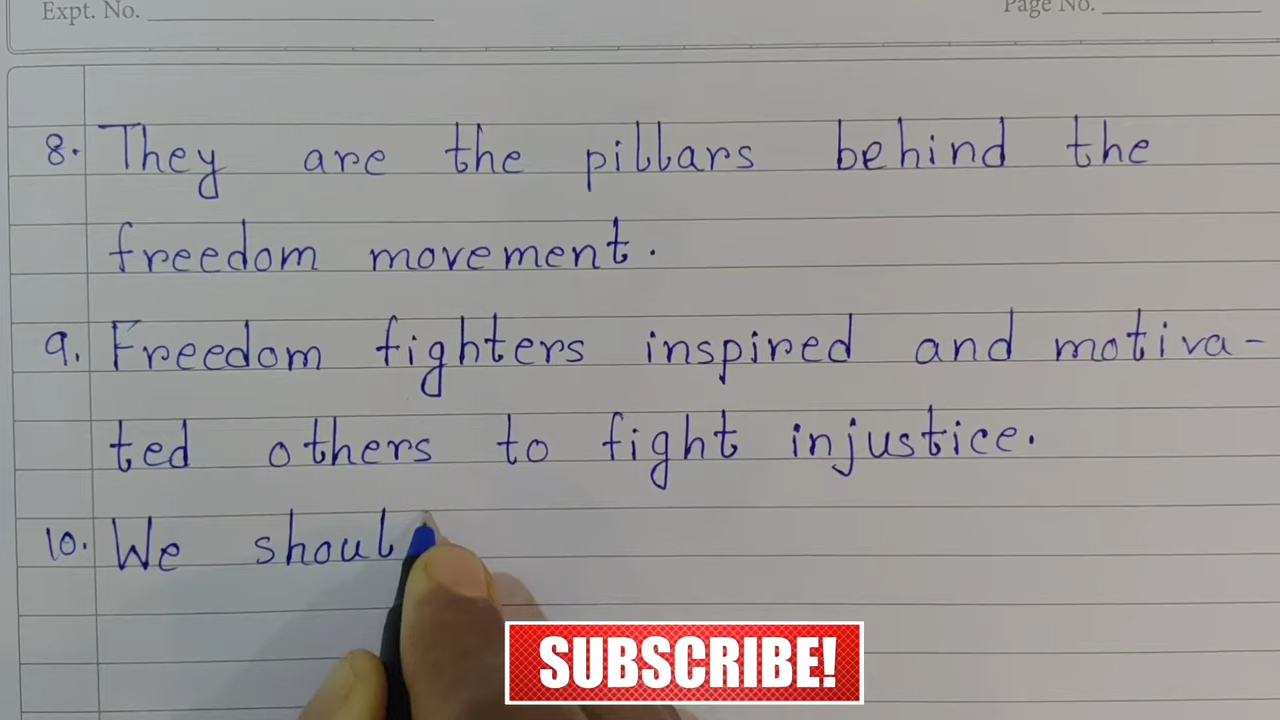 Expt. No.
Page No.
8. They are the pillars behind the
freedom movement.
9. Freedom fighters inspired and motiva-
ted others to fight injustice.
10. We shoul
SUBSCRIBE!